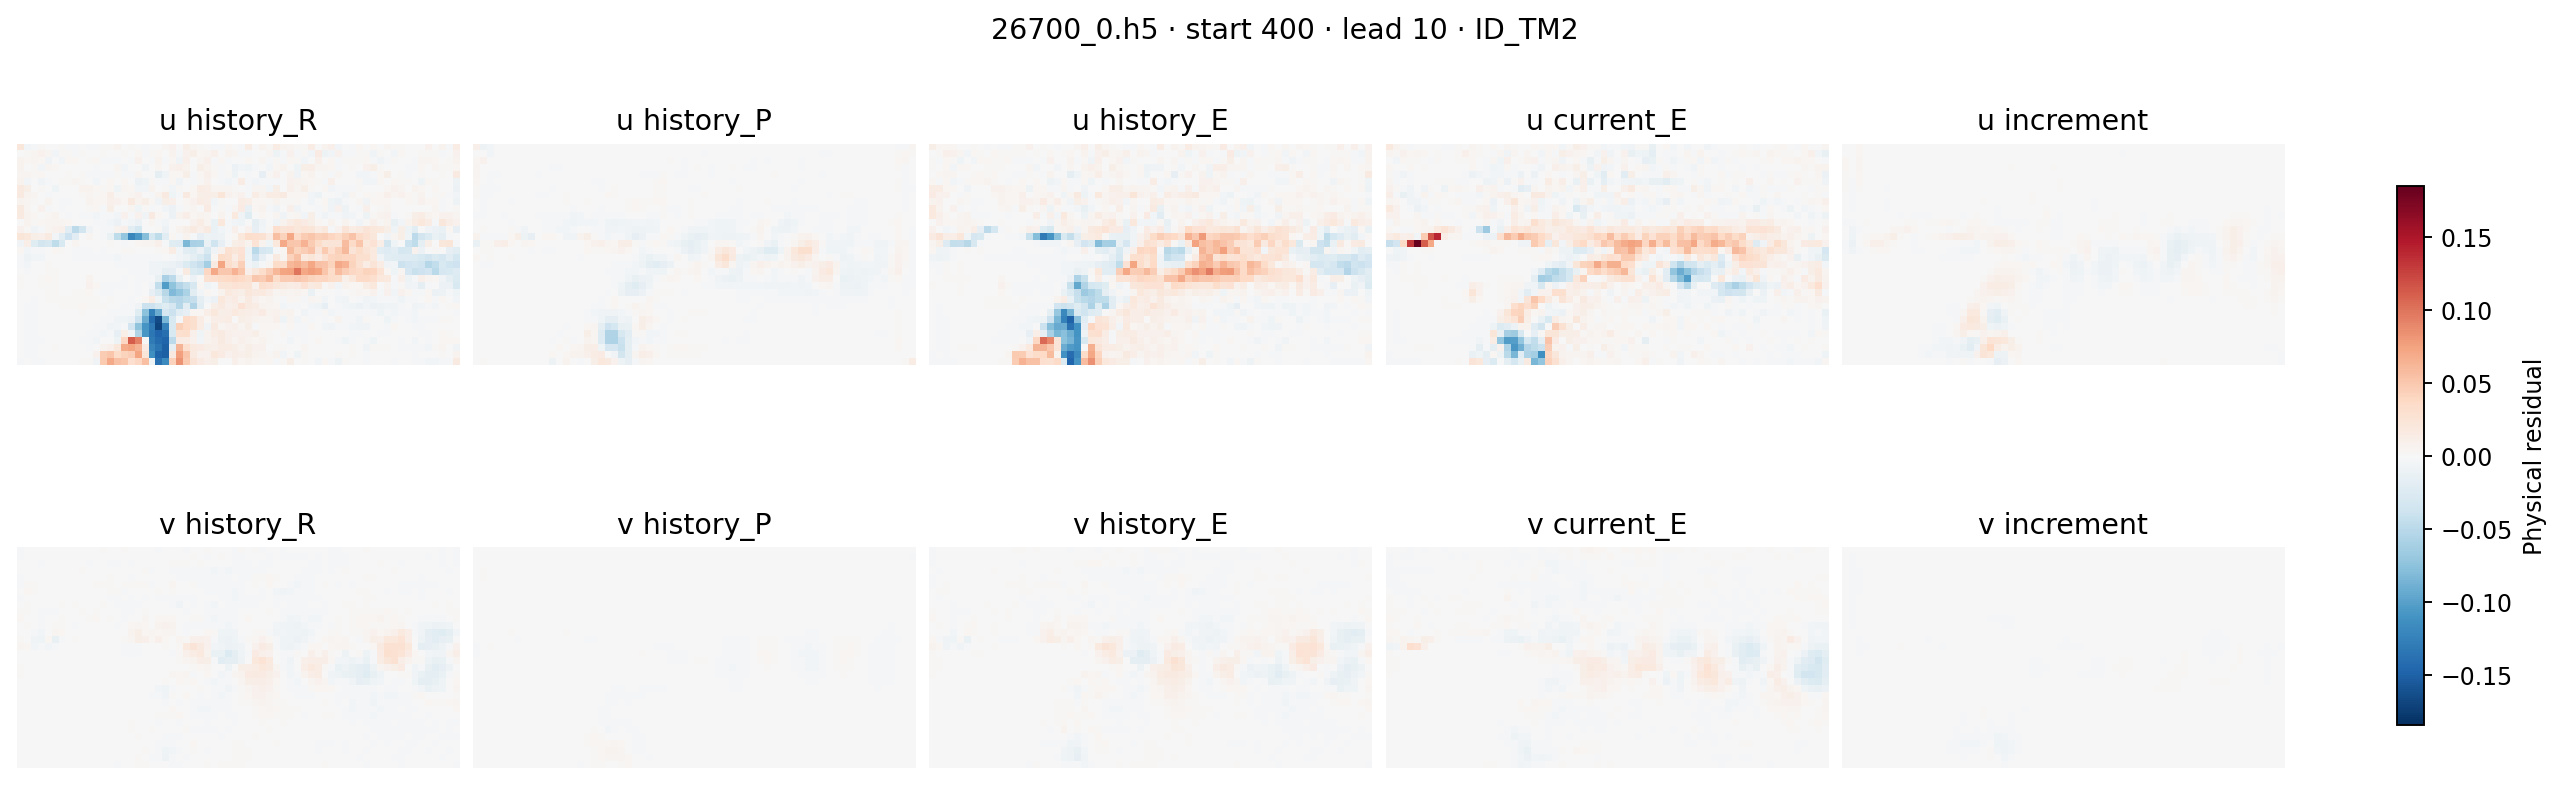 26700_0.h5 · start 400 · lead 10 · ID_TM2
u history_R
u history_P
u history_E
u current_E
u increment
v history_R
v history_P
v history_E
v current_E
v increment
0.15
0.10
0.05
0.00
−0.05
−0.10
−0.15
Physical residual